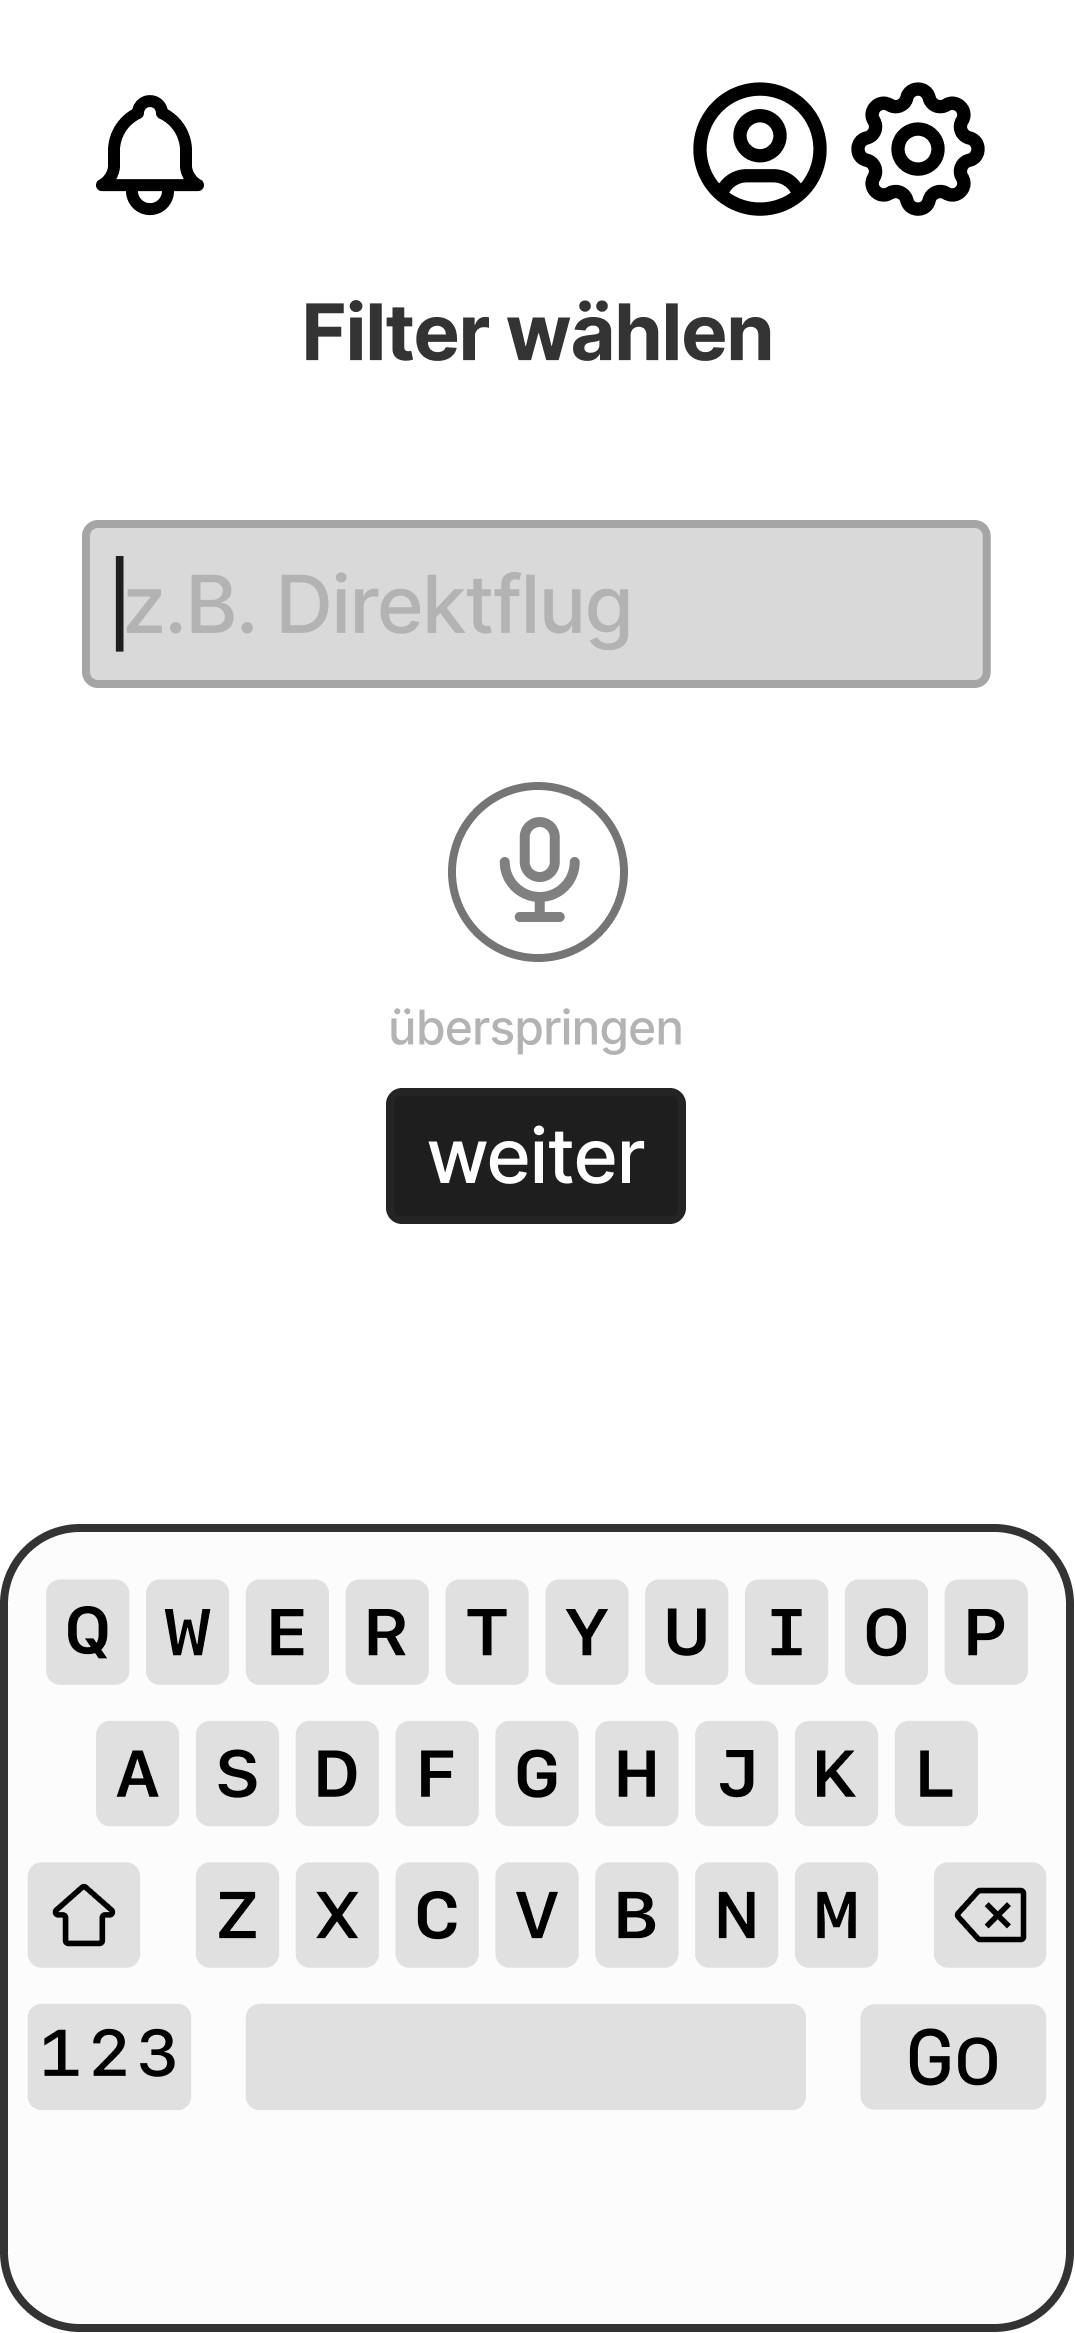 Filter wählen
z.B. Direktflug
überspringen
weiter
Q W E R T Y U I O P
A S D F G H J K L
Z X C V B N M
123 Go